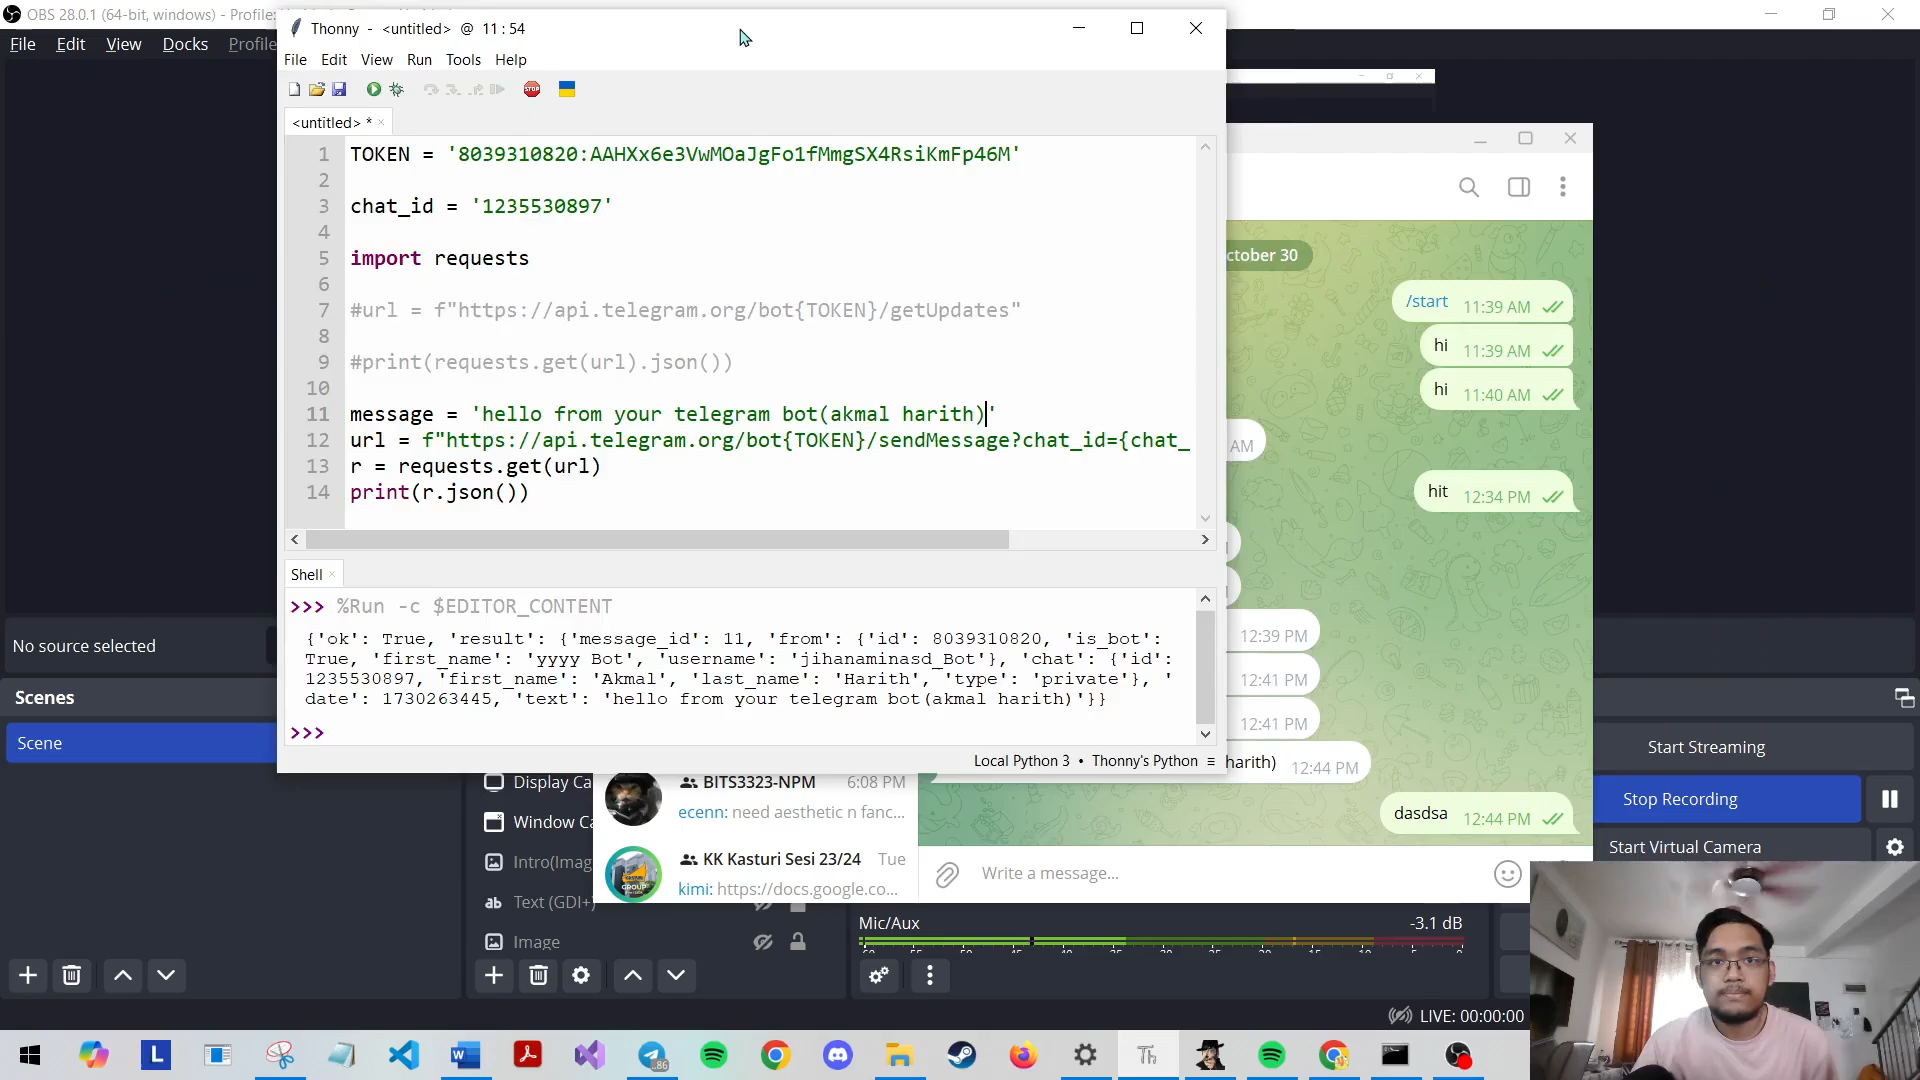 OBS 28.0.1 (64-bit, windows) - Profile:
File Edit View Docks Profile
Thonny - <untitled> @ 11 : 54
File Edit View Run Tools Help
STOP
<untitled> *
1 TOKEN = '8039310820:AAHXx6e3VwMOaJgFo1fMmgSX4RsiKmFp46M'
2
3 chat_id = '1235530897'
4
5 import requests
6
7 #url = f"https://api.telegram.org/bot{TOKEN}/getUpdates"
8
9 #print(requests.get(url).json())
10
11 message = 'hello from your telegram bot(akmal harith)'
12 url = f"https://api.telegram.org/bot{TOKEN}/sendMessage?chat_id={chat_
13 r = requests.get(url)
14 print(r.json())
Shell
>>> %Run -c $EDITOR_CONTENT
{'ok': True, 'result': {'message_id': 11, 'from': {'id': 8039310820, 'is_bot':
True, 'first_name': 'yyyy Bot', 'username': 'jihanaminasd_Bot'}, 'chat': {'id':
1235530897, 'first_name': 'Akmal', 'last_name': 'Harith', 'type': 'private'}, '
date': 1730263445, 'text': 'hello from your telegram bot(akmal harith)'}}
>>>
Local Python 3 • Thonny's Python ≡
ctober 30
/start 11:39 AM
hi 11:39 AM
hi 11:40 AM
AM
hit 12:34 PM
12:39 PM
12:41 PM
12:41 PM
harith) 12:44 PM
dasdsa 12:44 PM
Write a message...
BITS3323-NPM 6:08 PM
ecenn: need aesthetic n fanc...
KK Kasturi Sesi 23/24 Tue
kimi: https://docs.google.co...
GROUP
No source selected
Scenes
Scene
Display Ca
Window Ca
Intro(Imag
ab Text (GDI+)
Image
Mic/Aux -3.1 dB
Start Streaming
Stop Recording
Start Virtual Camera
LIVE: 00:00:00
L
W
86
Th